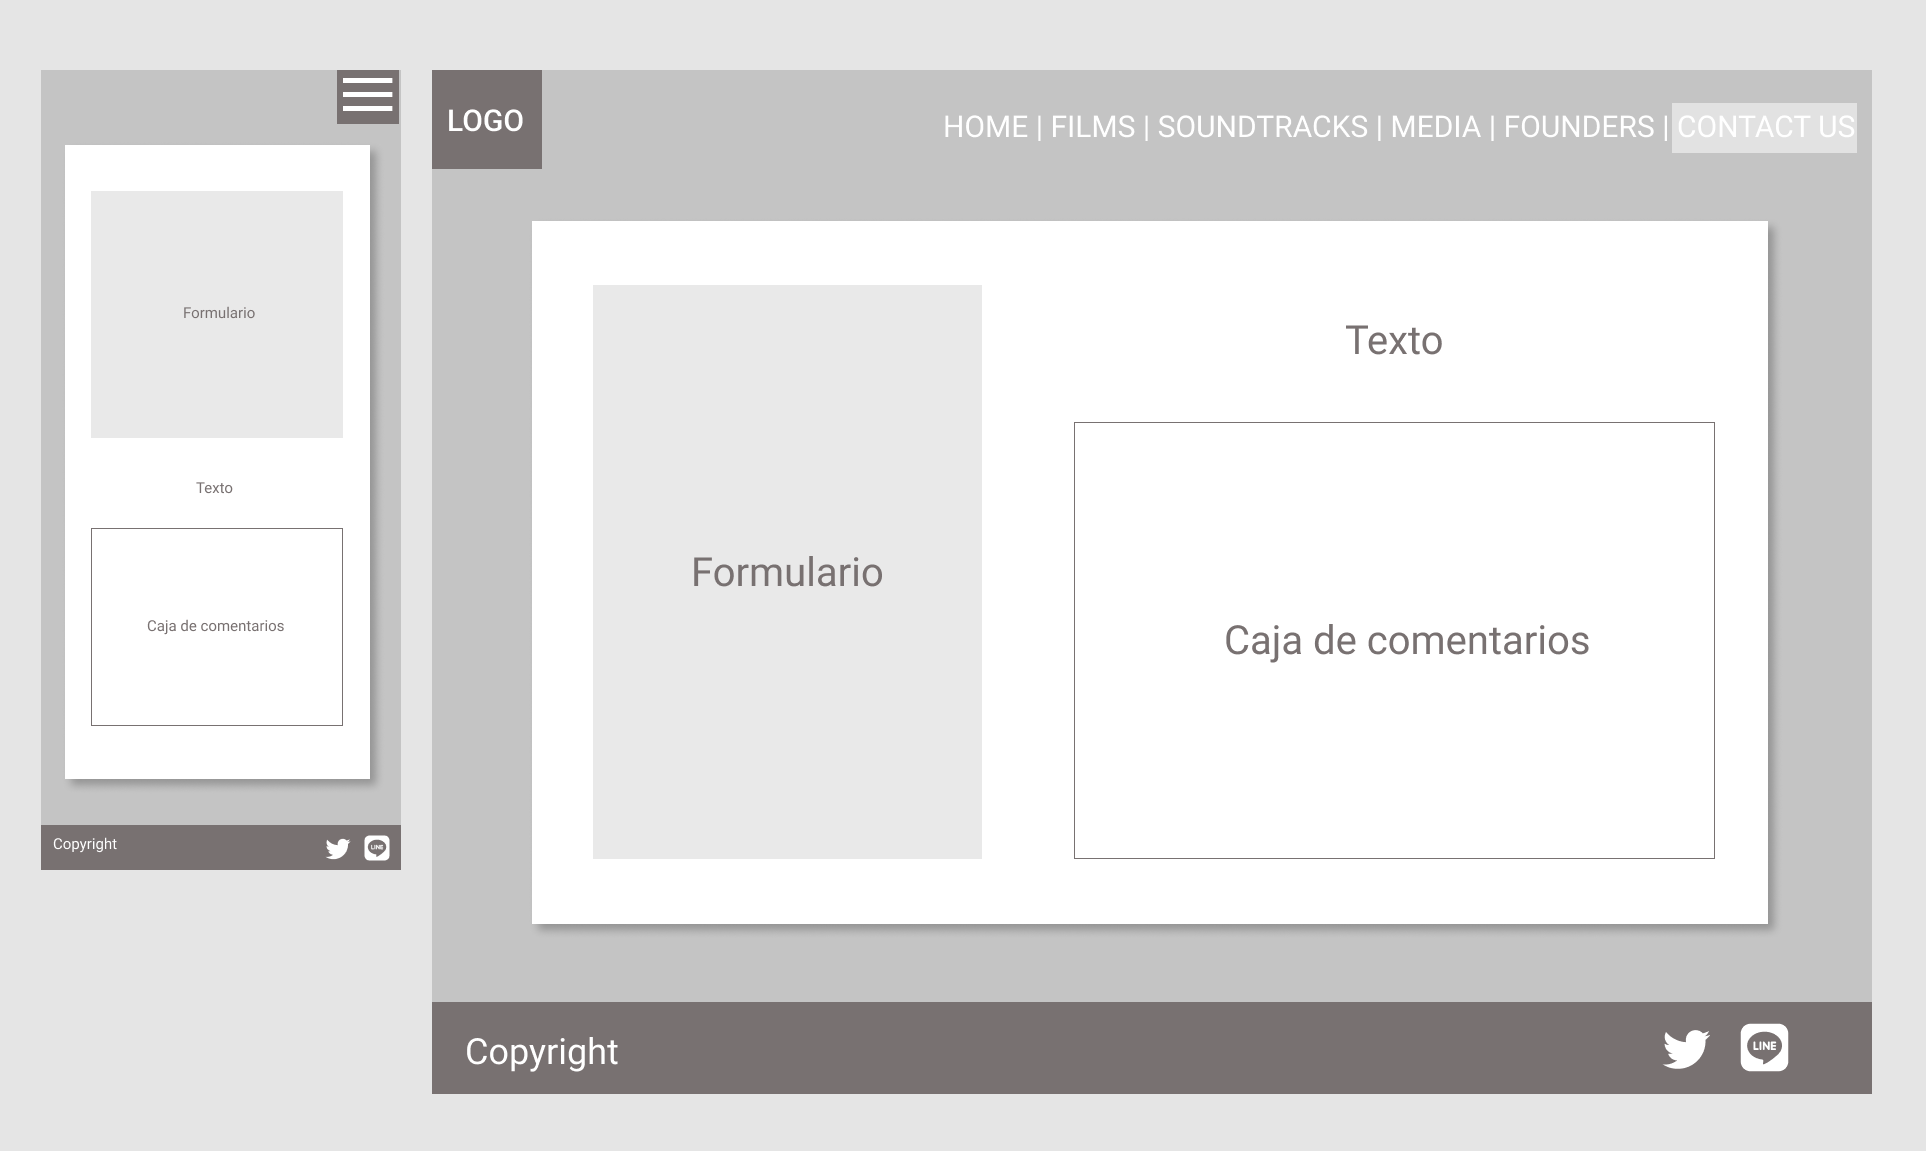 Formulario
Texto
Caja de comentarios
Copyright
LINE
LOGO
HOME | FILMS | SOUNDTRACKS | MEDIA | FOUNDERS | CONTACT US
Formulario
Texto
Caja de comentarios
Copyright
LINE